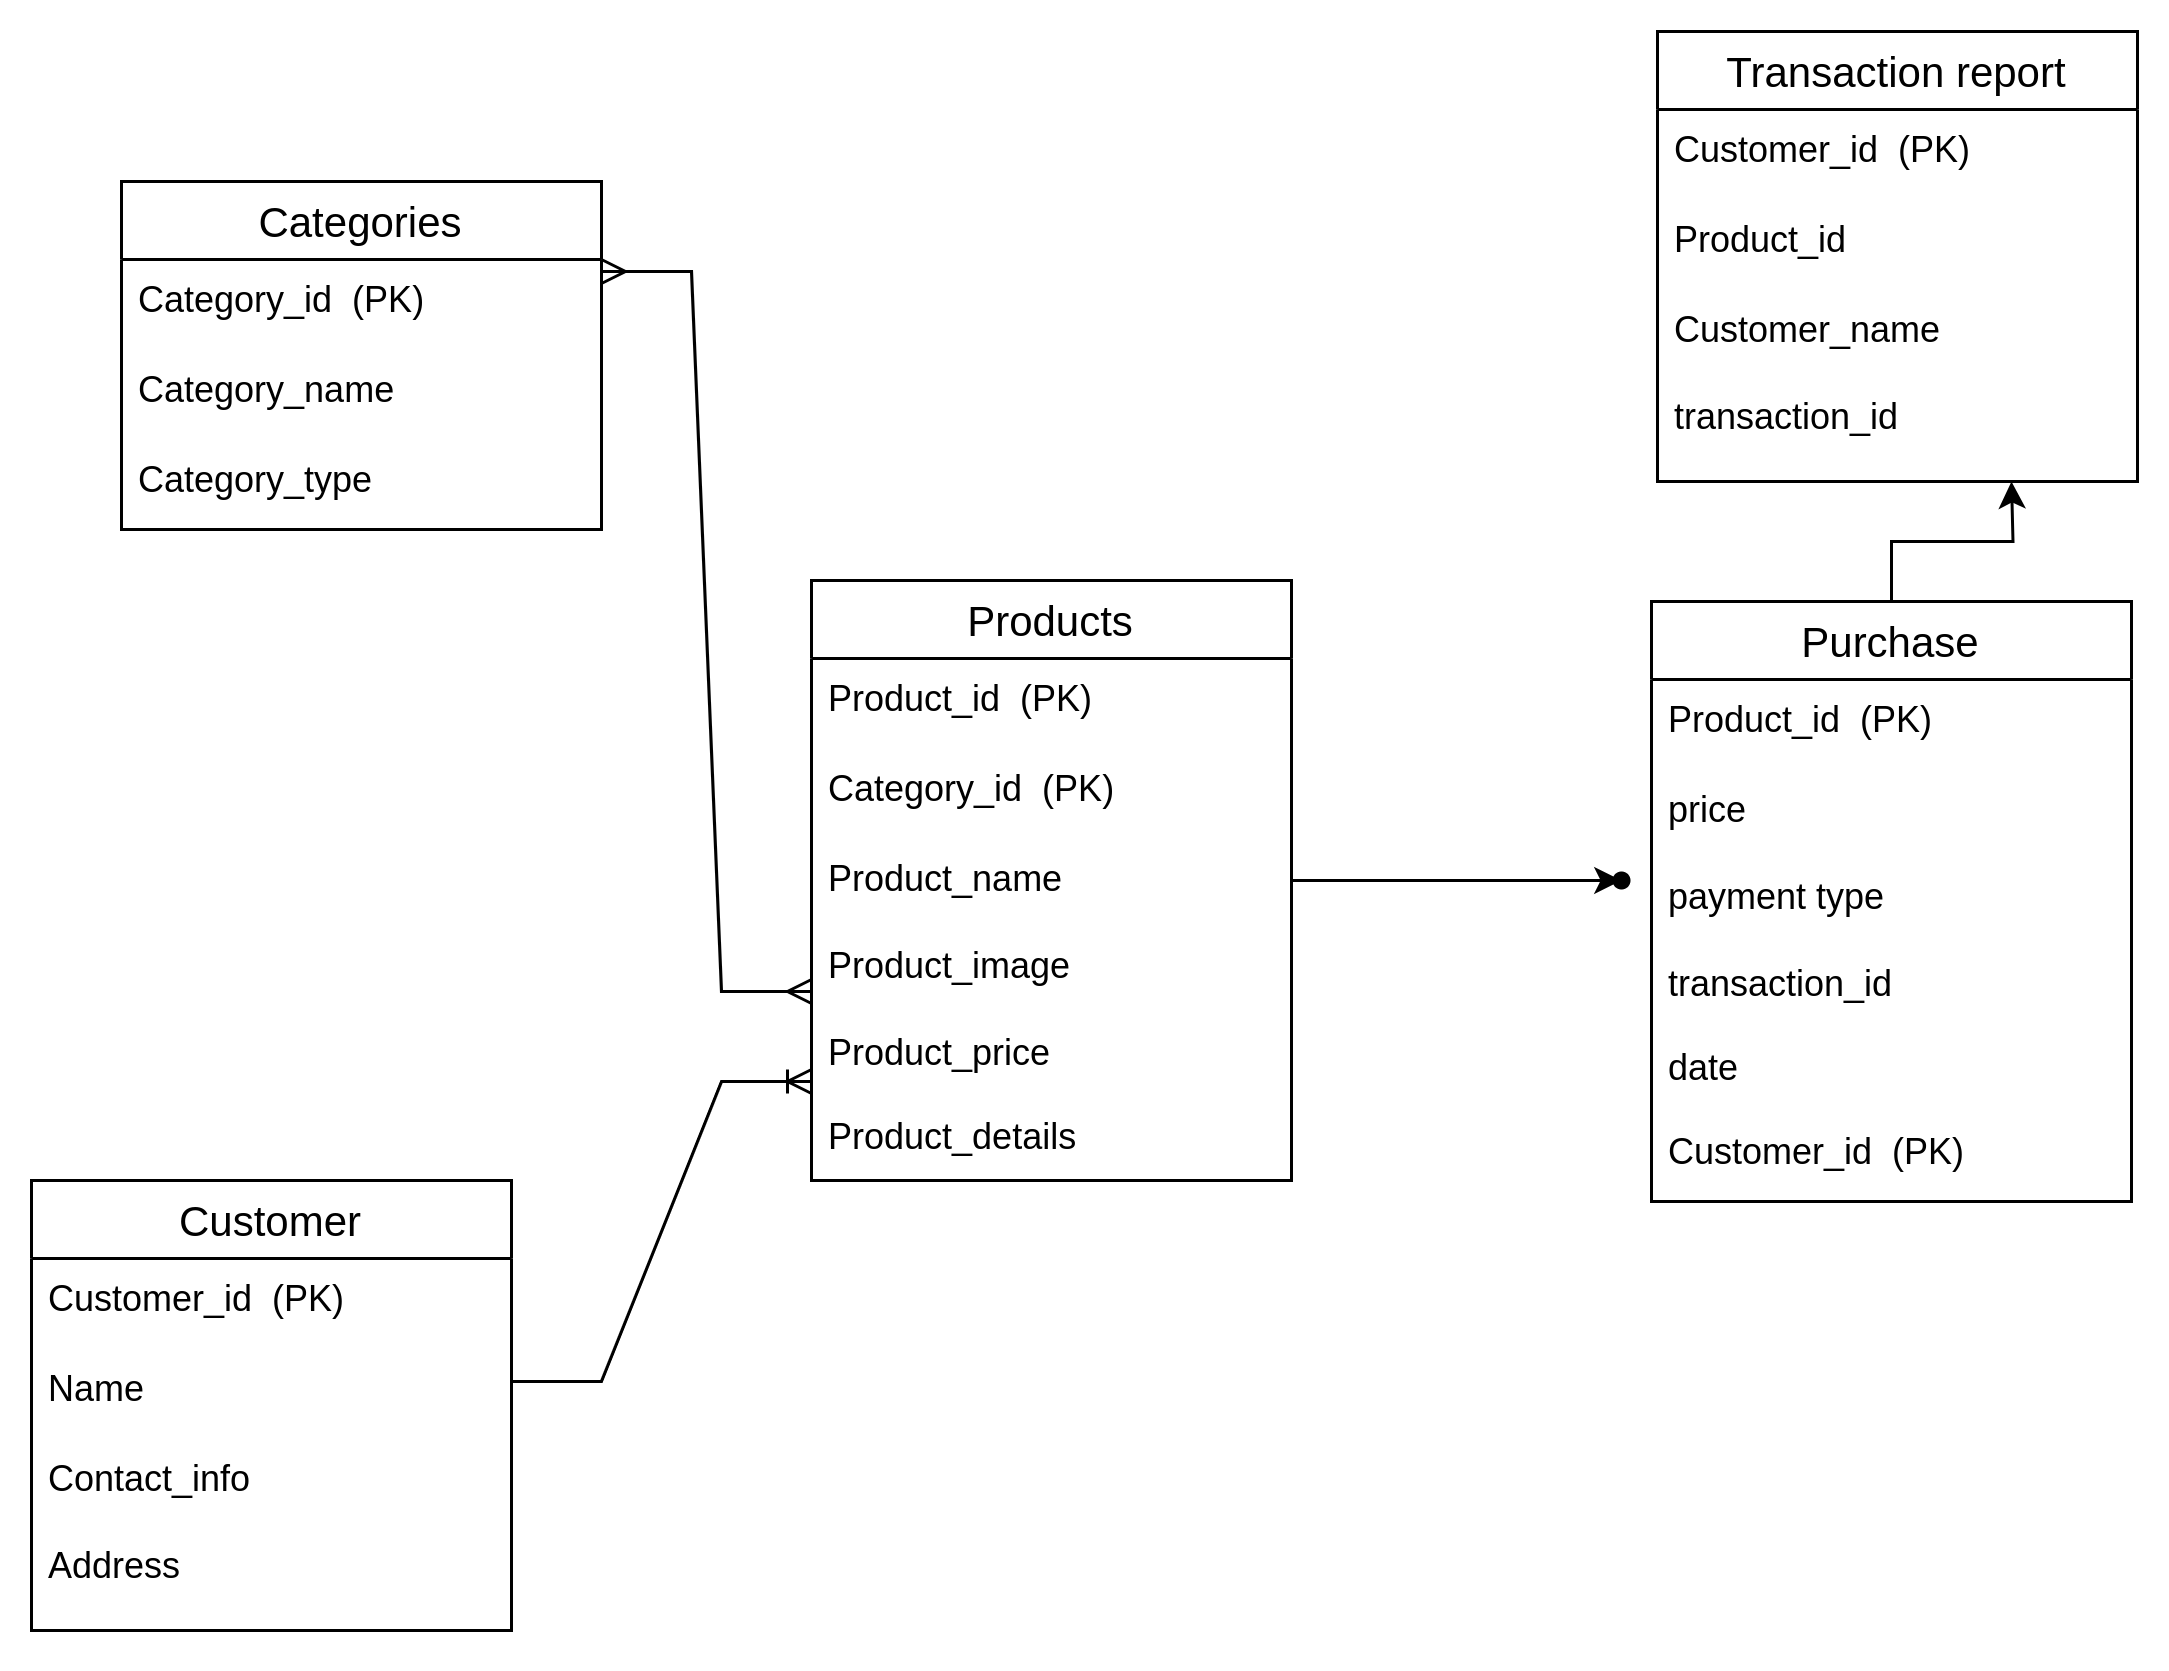 Transaction report
Customer_id (PK)
Product_id
Customer_name
transaction_id
Categories
Category_id (PK)
Category_name
Category_type
Products
Product_id (PK)
Category_id (PK)
Product_name
Product_image
Product_price
Product_details
Purchase
Product_id (PK)
price
payment type
transaction_id
date
Customer_id (PK)
Customer
Customer_id (PK)
Name
Contact_info
Address